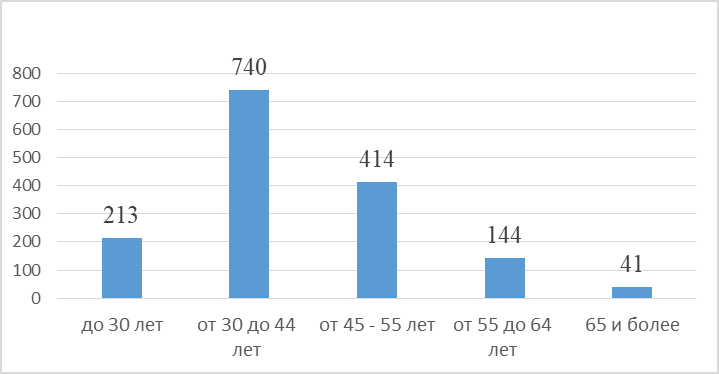 800
700
600
500
400
300
200
100
0
213
740
414
144
41
до 30 лет
от 30 до 44
лет
от 45 - 55 лет
от 55 до 64
лет
65 и более